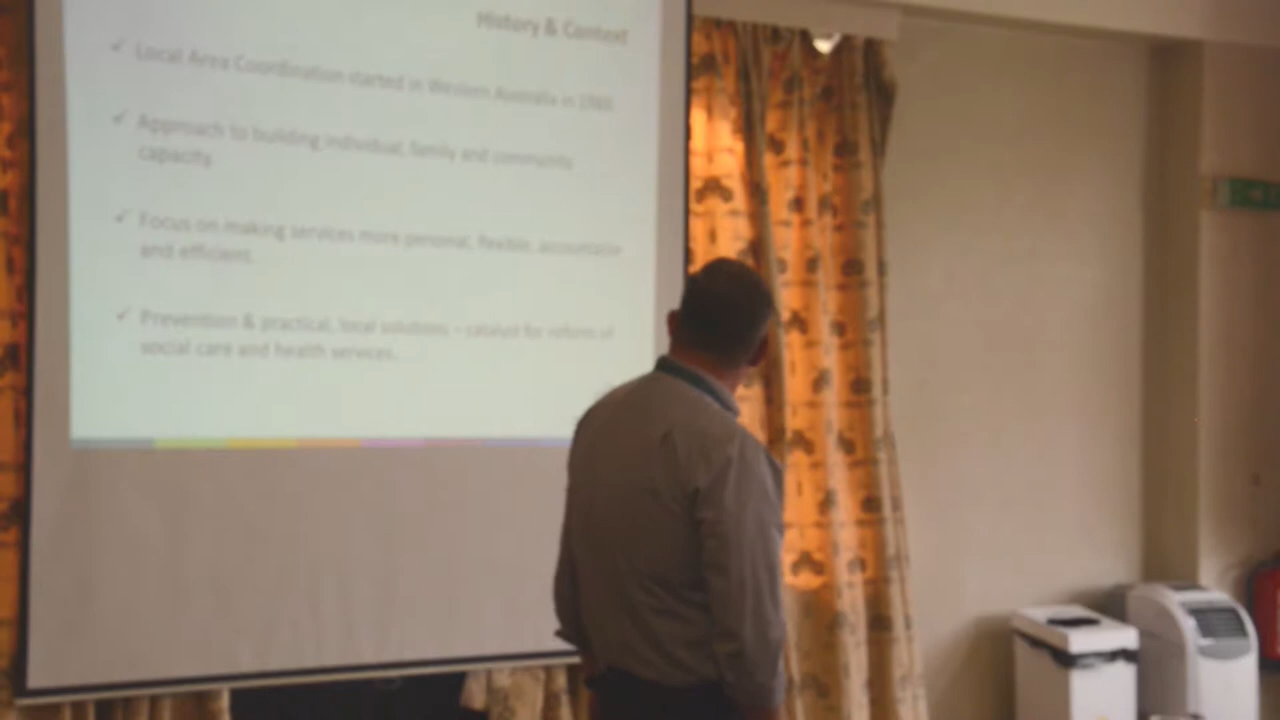 History & Context
✓ Local Area Coordination started in Western Australia in
✓ Approach to building individual, family and community
capacity
✓ Focus on making services more personal, flexible, accountable
and efficient.
✓ Prevention & practical, local solutions – catalyst for reform of
social care and health services.